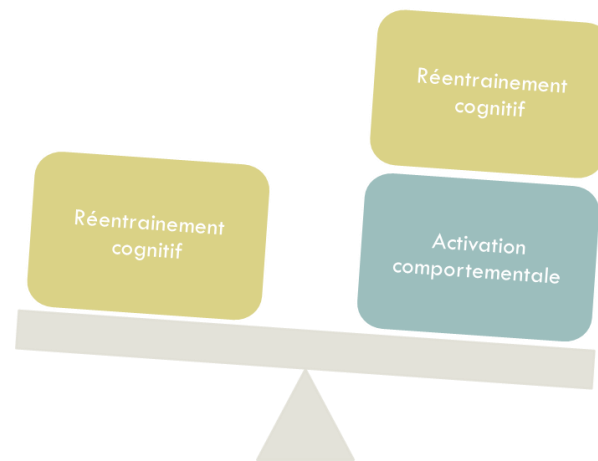 Réentrainement
cognitif
Réentrainement
cognitif
Activation
comportementale